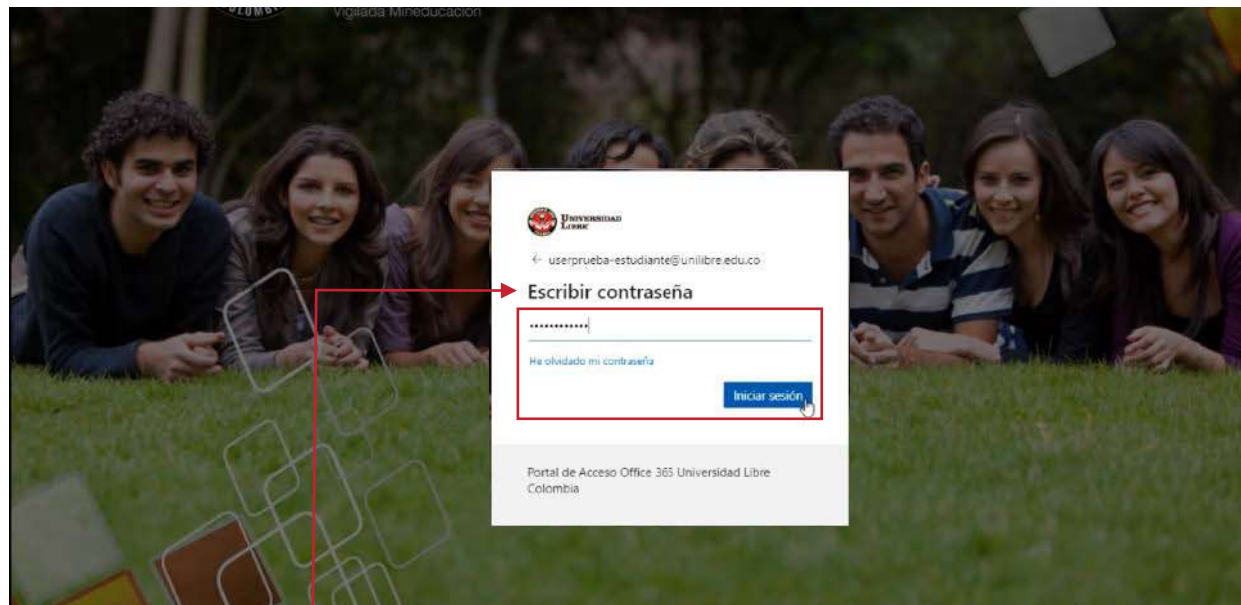 Vigilada Mineducación
UNIVERSIDAD
LIBRE
← userprueba-estudiante@unilibre.edu.co
Escribir contraseña
He olvidado mi contraseña
Iniciar sesión
Portal de Acceso Office 365 Universidad Libre
Colombia